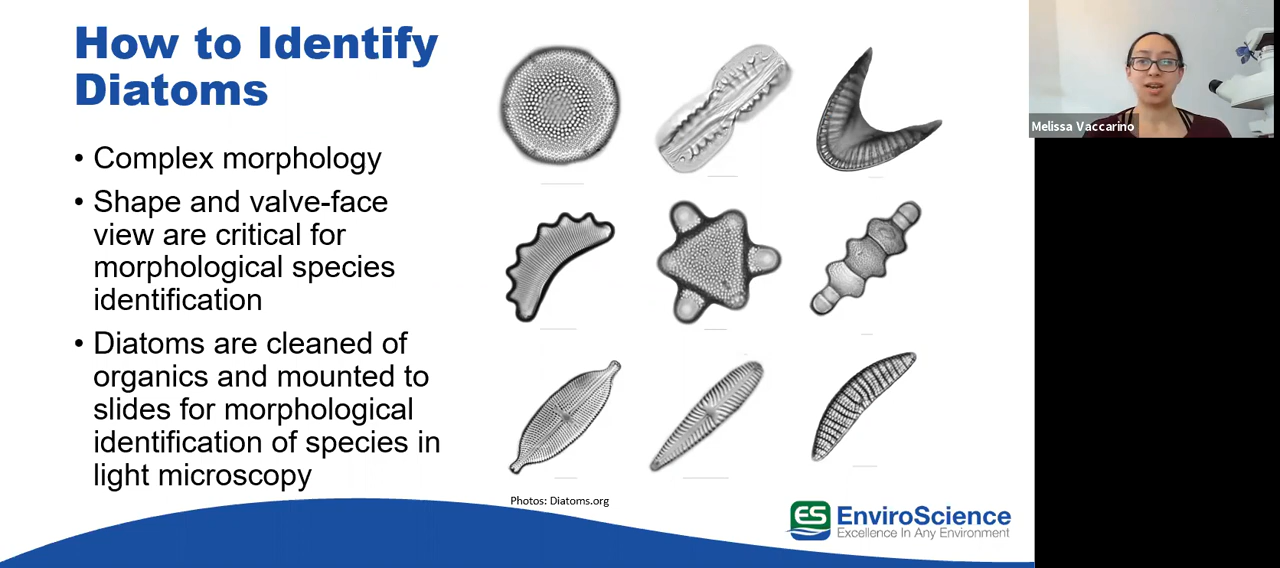 How to Identify
Diatoms
• Complex morphology
• Shape and valve-face
view are critical for
morphological species
identification
• Diatoms are cleaned of
organics and mounted to
slides for morphological
identification of species in
light microscopy
Photos: Diatoms.org
ES EnviroScience
Excellence In Any Environment
Melissa Vaccarino